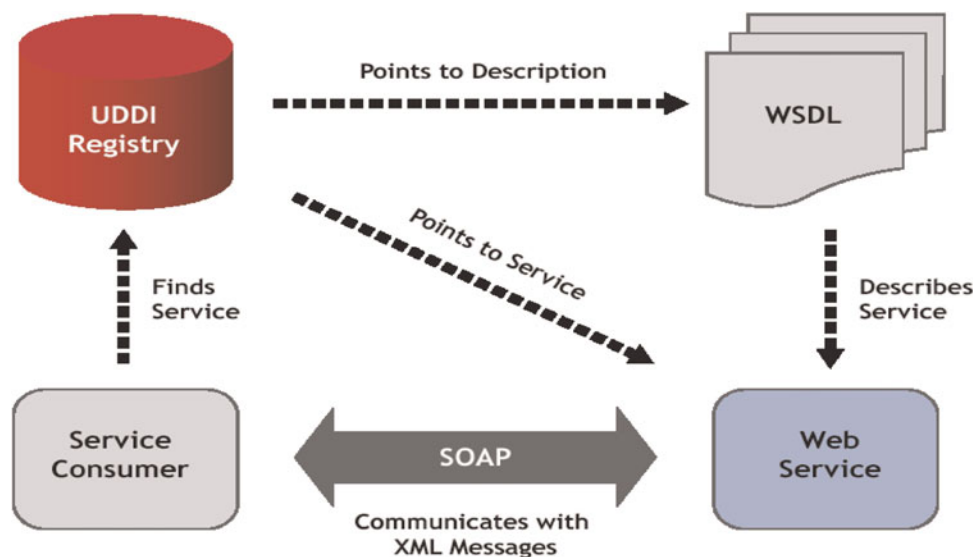 UDDI
Registry
Points to Description
WSDL
Points to Service
Finds
Service
Describes
Service
Service
Consumer
SOAP
Web
Service
Communicates with
XML Messages